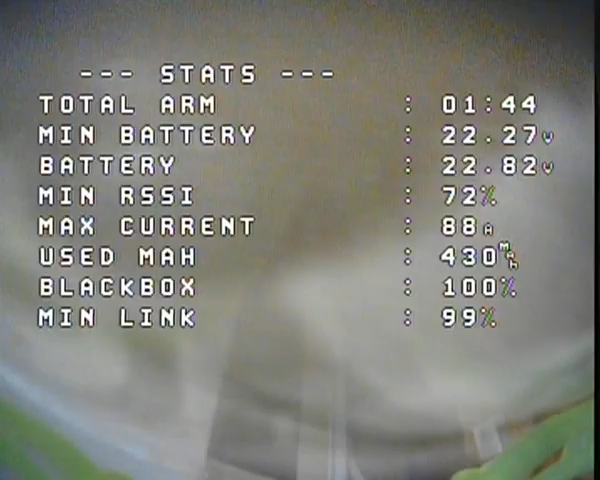 --- STATS ---
TOTAL ARM : 01:44
MIN BATTERY : 22.27V
BATTERY : 22.82V
MIN RSSI : 72%
MAX CURRENT : 88A
USED MAH : 430MAH
BLACKBOX : 100%
MIN LINK : 99%